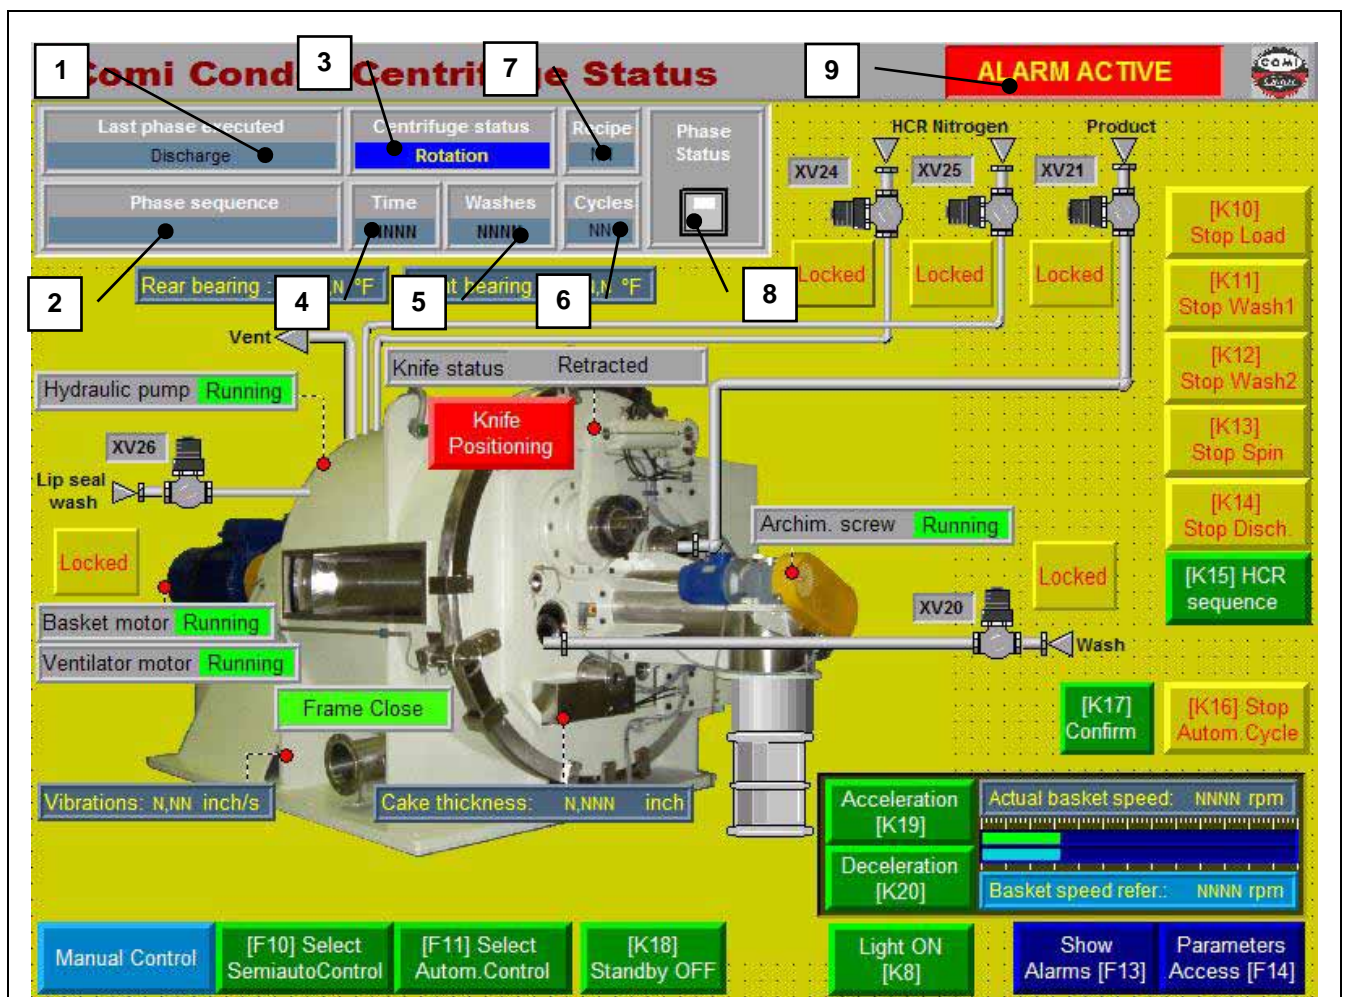 1
3
7
9
Comi Cond Centrifuge Status
ALARM ACTIVE
COMI
Last phase executed
Discharge
Centrifuge status
Rotation
Recipe
Phase
Status
Phase sequence
Time
NNNN
Washes
NNNN
Cycles
NN
HCR Nitrogen
Product
XV24
XV25
XV21
Locked
Locked
Locked
[K10]
Stop Load
2
4
5
6
8
Rear bearing : N °F
nt bearing N,N °F
[K11]
Stop Wash1
Vent
Knife status Retracted
[K12]
Stop Wash2
Hydraulic pump Running
Knife
Positioning
[K13]
Stop Spin
XV26
Lip seal
wash
Archim. screw Running
[K14]
Stop Disch.
Locked
Locked
[K15] HCR
sequence
XV20
Basket motor Running
Ventilator motor Running
Wash
Frame Close
[K17]
Confirm
[K16] Stop
Autom.Cycle
Vibrations: N,NN inch/s
Cake thickness: N,NNN inch
Acceleration
[K19]
Actual basket speed: NNNN rpm
Deceleration
[K20]
Basket speed refer.: NNNN rpm
Manual Control
[F10] Select
SemiautoControl
[F11] Select
Autom.Control
[K18]
Standby OFF
Light ON
[K8]
Show
Alarms [F13]
Parameters
Access [F14]